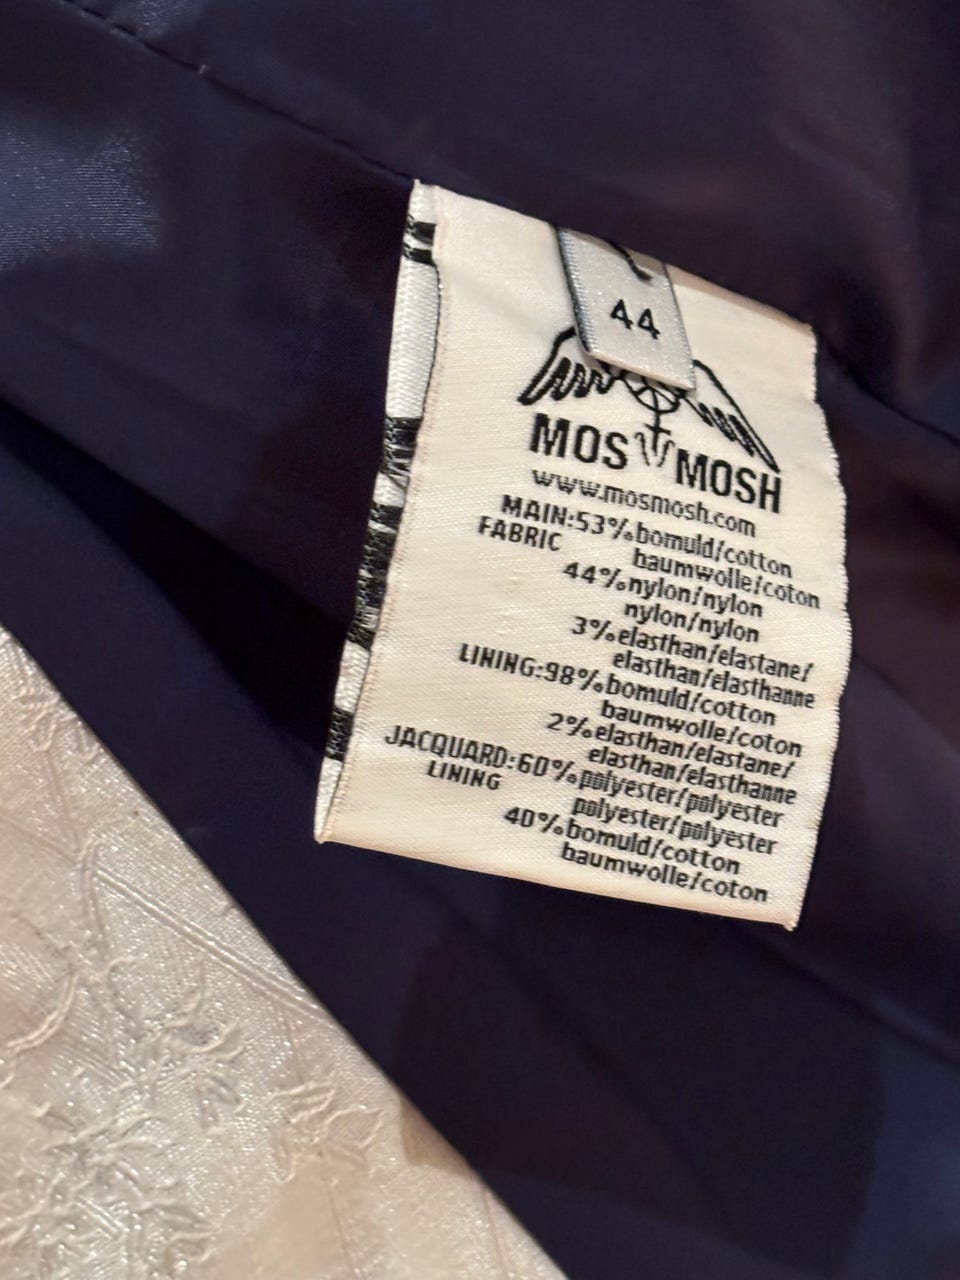 44
MOS MOSH
www.mosmosh.com
MAIN:53%bomuld/cotton
FABRIC baumwolle/coton
44%nylon/nylon
nylon/nylon
3%elasthan/elastane/
elasthan/elasthanne
LINING:98%bomuld/cotton
baumwolle/coton
2%elasthan/elastane/
elasthan/elasthanne
JACQUARD:60%polyester/polyester
LINING polyester/polyester
40%bomuld/cotton
baumwolle/coton